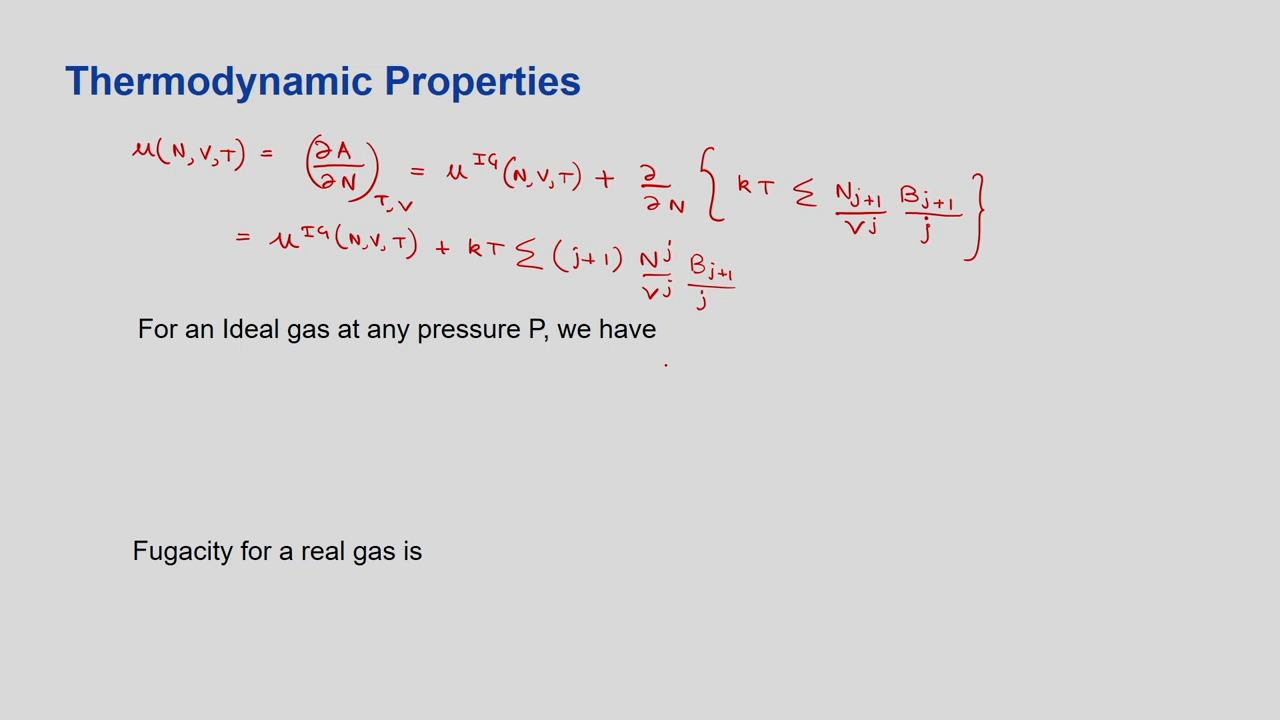 Thermodynamic Properties
μ(N,V,T) = (∂A/∂N)_{T,V} = μ^{IG}(N,V,T) + ∂/∂N { kT Σ N_{j+1}/V^j B_{j+1}/j }
= μ^{IG}(N,V,T) + kT Σ (j+1) N^j/V^j B_{j+1}/j
For an Ideal gas at any pressure P, we have
Fugacity for a real gas is